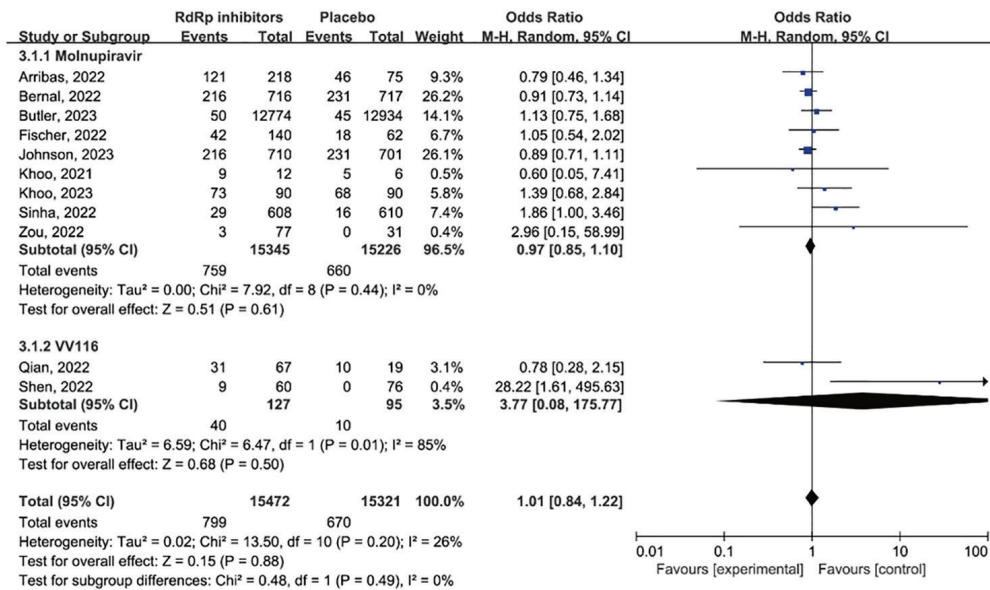 RdRp inhibitors Placebo Odds Ratio Odds Ratio
Study or Subgroup Events Total Events Total Weight M-H, Random, 95% CI M-H, Random, 95% CI
3.1.1 Molnupiravir
Arribas, 2022 121 218 46 75 9.3% 0.79 [0.46, 1.34]
Bernal, 2022 216 716 231 717 26.2% 0.91 [0.73, 1.14]
Butler, 2023 50 12774 45 12934 14.1% 1.13 [0.75, 1.68]
Fischer, 2022 42 140 18 62 6.7% 1.05 [0.54, 2.02]
Johnson, 2023 216 710 231 701 26.1% 0.89 [0.71, 1.11]
Khoo, 2021 9 12 5 6 0.5% 0.60 [0.05, 7.41]
Khoo, 2023 73 90 68 90 5.8% 1.39 [0.68, 2.84]
Sinha, 2022 29 608 16 610 7.4% 1.86 [1.00, 3.46]
Zou, 2022 3 77 0 31 0.4% 2.96 [0.15, 58.99]
Subtotal (95% CI) 15345 15226 96.5% 0.97 [0.85, 1.10]
Total events 759 660
Heterogeneity: Tau² = 0.00; Chi² = 7.92, df = 8 (P = 0.44); I² = 0%
Test for overall effect: Z = 0.51 (P = 0.61)
3.1.2 VV116
Qian, 2022 31 67 10 19 3.1% 0.78 [0.28, 2.15]
Shen, 2022 9 60 0 76 0.4% 28.22 [1.61, 495.63]
Subtotal (95% CI) 127 95 3.5% 3.77 [0.08, 175.77]
Total events 40 10
Heterogeneity: Tau² = 6.59; Chi² = 6.47, df = 1 (P = 0.01); I² = 85%
Test for overall effect: Z = 0.68 (P = 0.50)
Total (95% CI) 15472 15321 100.0% 1.01 [0.84, 1.22]
Total events 799 670
Heterogeneity: Tau² = 0.02; Chi² = 13.50, df = 10 (P = 0.20); I² = 26%
Test for overall effect: Z = 0.15 (P = 0.88)
Test for subgroup differences: Chi² = 0.48, df = 1 (P = 0.49), I² = 0%
0.01 0.1 1 10 100
Favours [experimental] Favours [control]